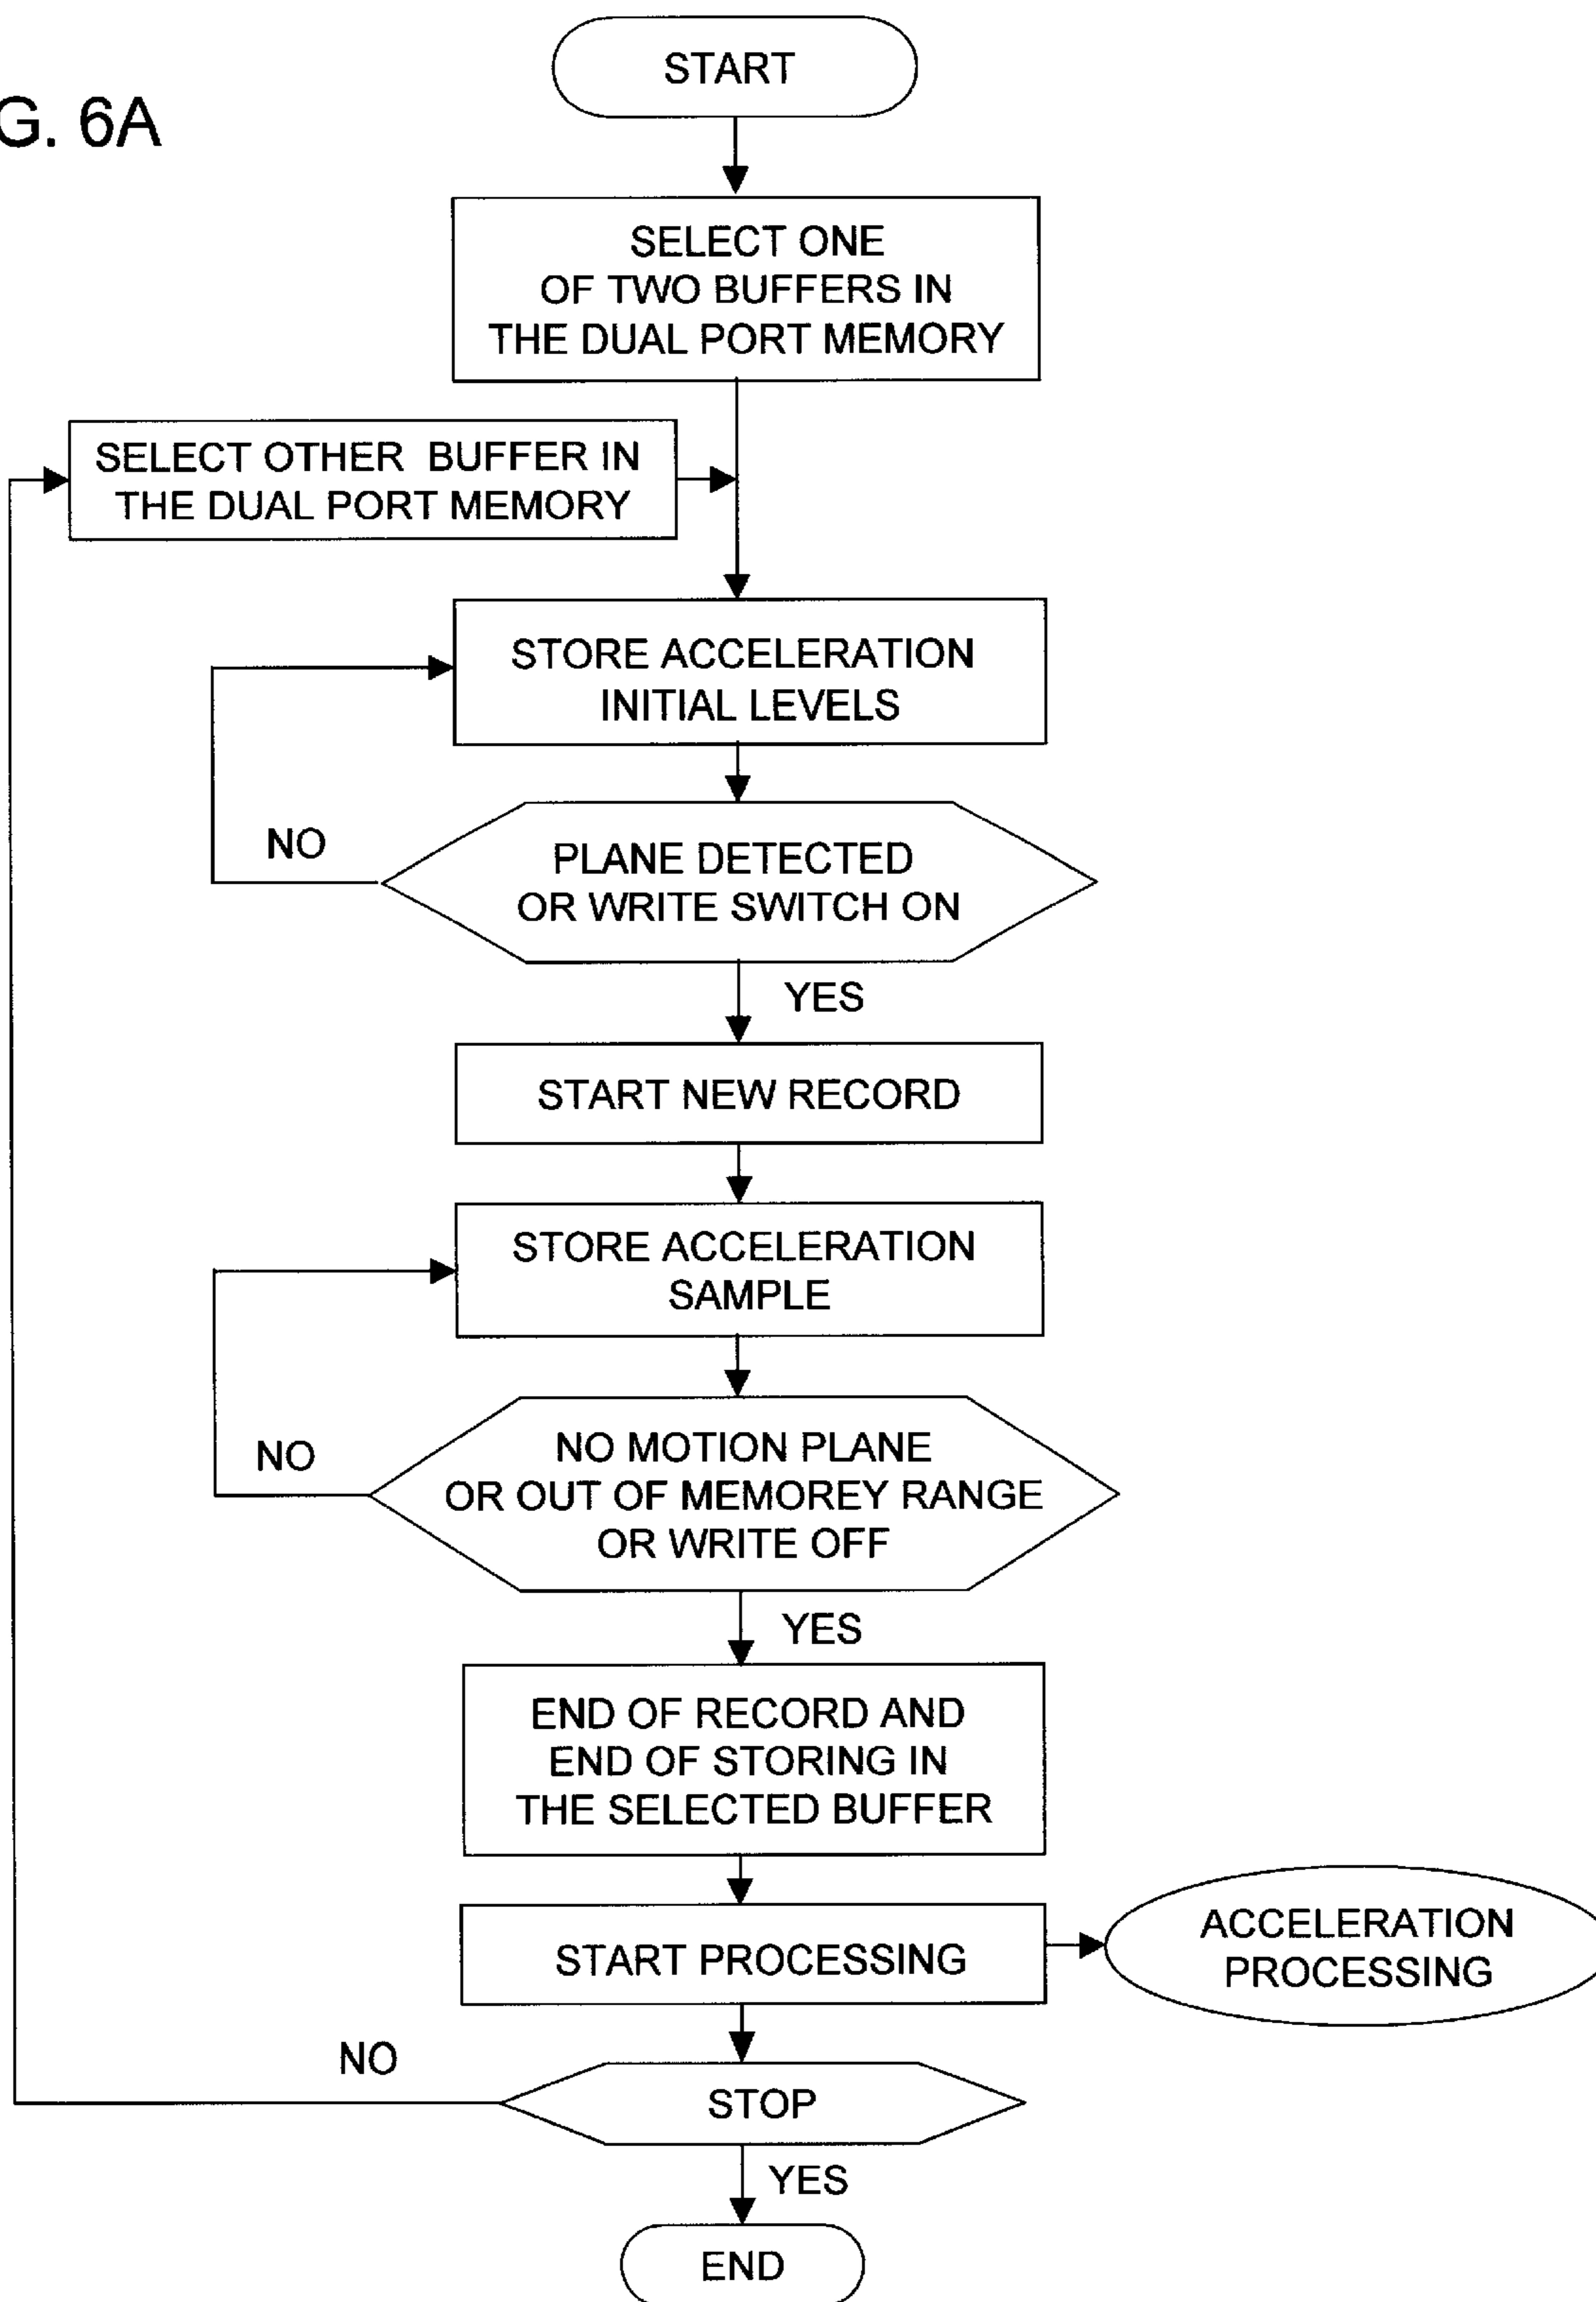 G. 6A
START
SELECT ONE
OF TWO BUFFERS IN
THE DUAL PORT MEMORY
SELECT OTHER BUFFER IN
THE DUAL PORT MEMORY
STORE ACCELERATION
INITIAL LEVELS
NO
PLANE DETECTED
OR WRITE SWITCH ON
YES
START NEW RECORD
STORE ACCELERATION
SAMPLE
NO
NO MOTION PLANE
OR OUT OF MEMOREY RANGE
OR WRITE OFF
YES
END OF RECORD AND
END OF STORING IN
THE SELECTED BUFFER
START PROCESSING
ACCELERATION
PROCESSING
NO
STOP
YES
END